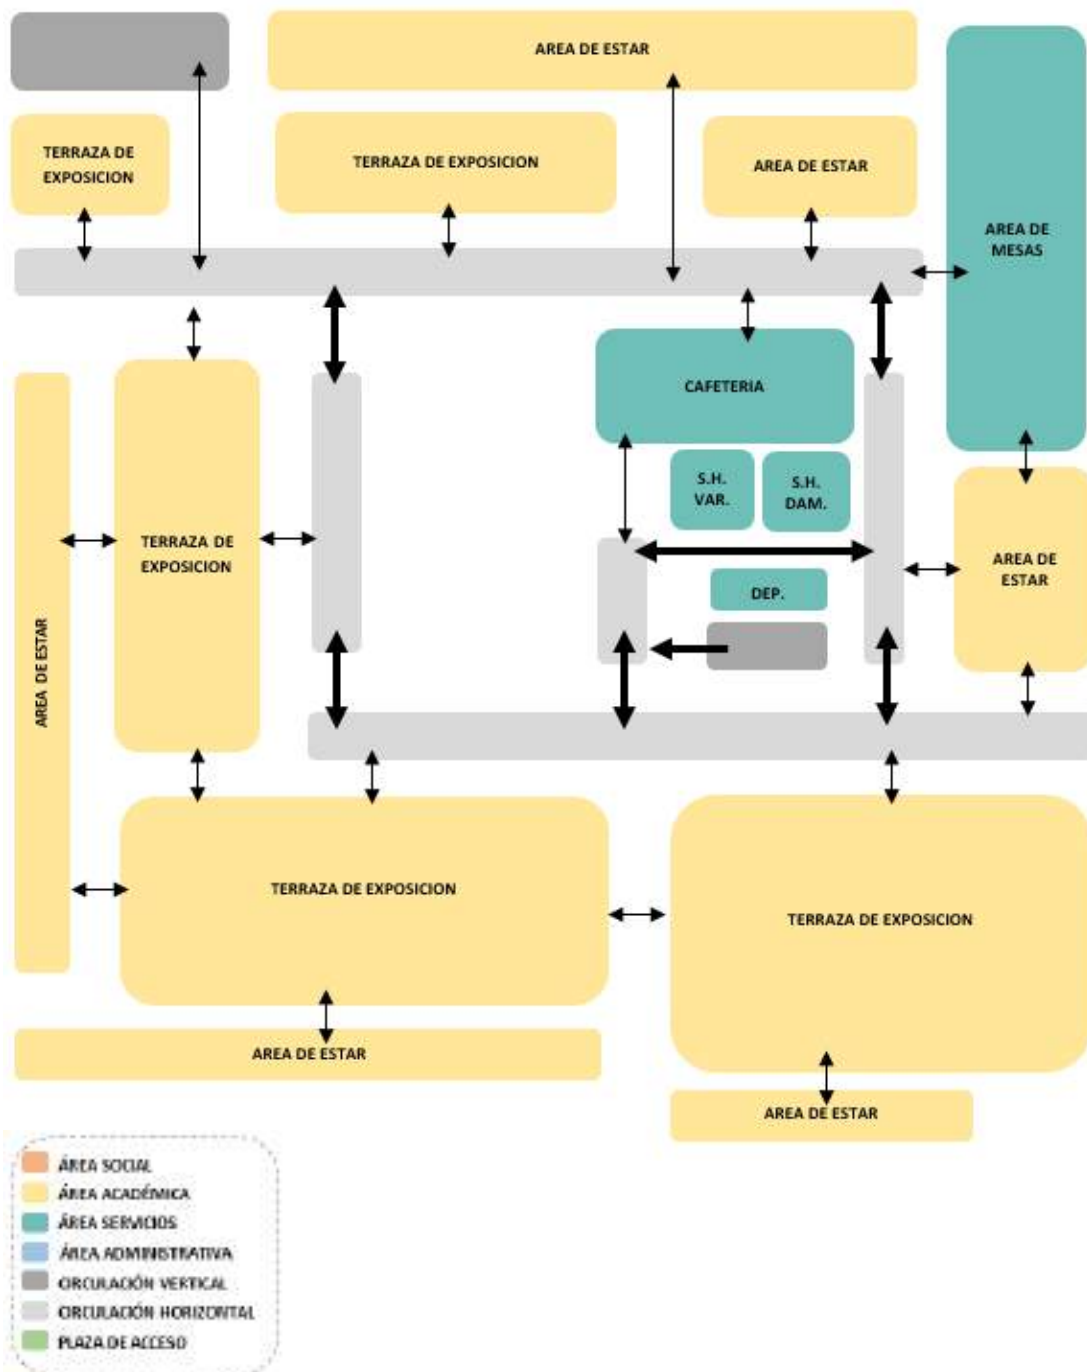 AREA DE ESTAR
TERRAZA DE
EXPOSICION
TERRAZA DE EXPOSICION
AREA DE ESTAR
AREA DE
MESAS
CAFETERIA
S.H.
VAR.
S.H.
DAM.
TERRAZA DE
EXPOSICION
DEP.
AREA DE
ESTAR
AREA DE ESTAR
TERRAZA DE EXPOSICION
TERRAZA DE EXPOSICION
AREA DE ESTAR
AREA DE ESTAR
ÁREA SOCIAL
ÁREA ACADÉMICA
ÁREA SERVICIOS
ÁREA ADMINISTRATIVA
CIRCULACIÓN VERTICAL
CIRCULACIÓN HORIZONTAL
PLAZA DE ACCESO